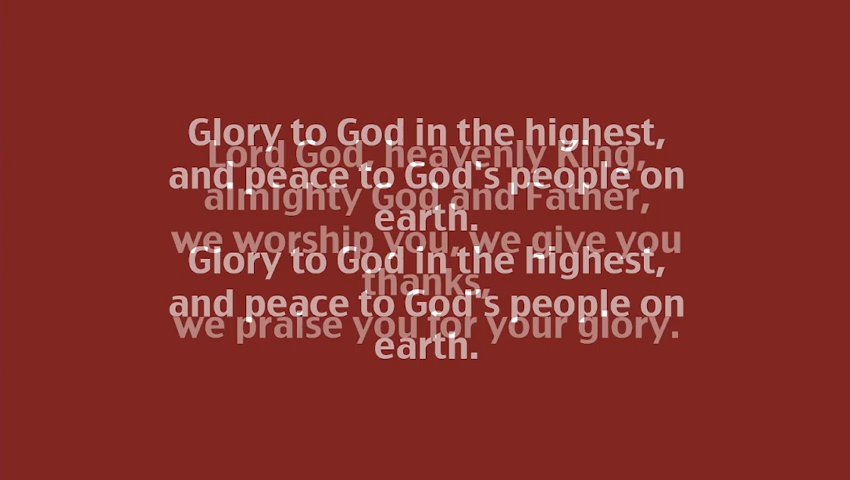 Glory to God in the highest,
Lord God, heavenly King,
and peace to God's people on
almighty God and Father,
earth.
we worship you, we give you
Glory to God in the highest,
thanks,
and peace to God's people on
we praise you for your glory.
earth.